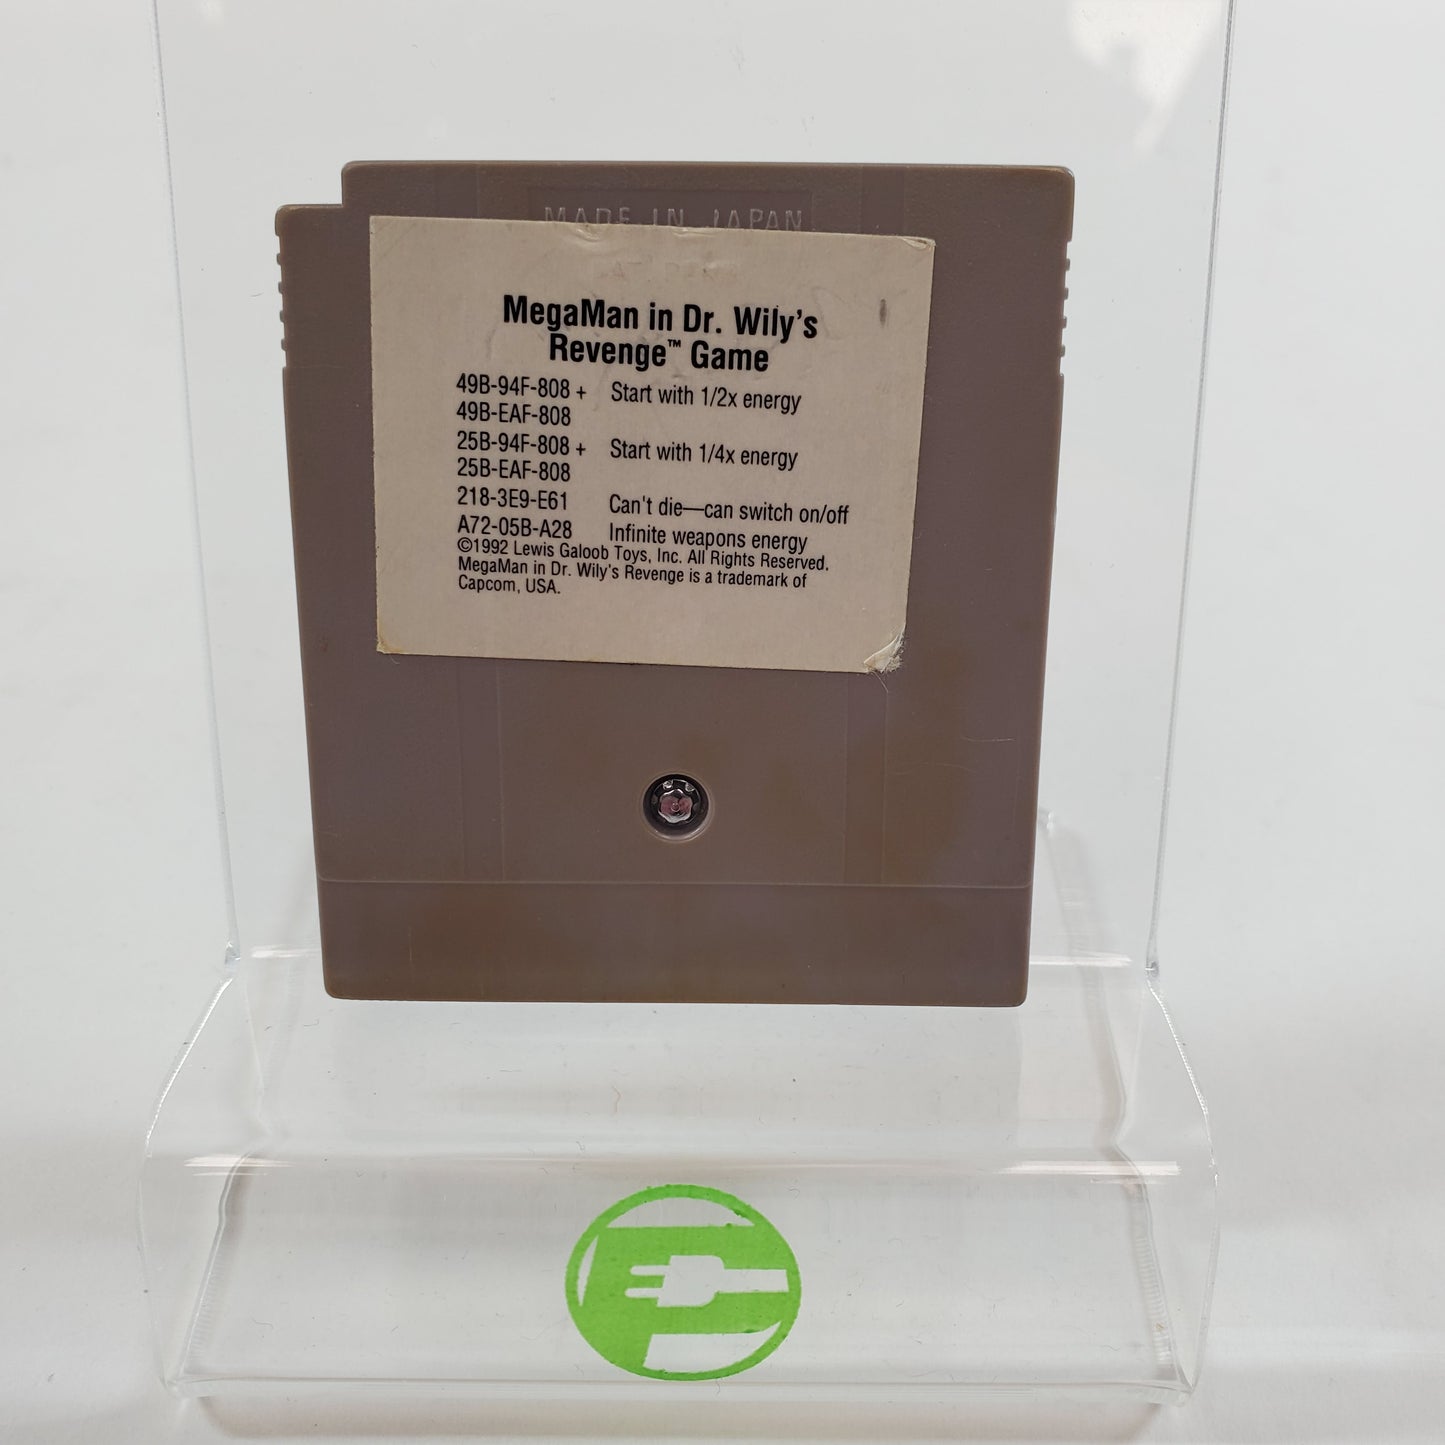 MADE IN JAPAN
MegaMan in Dr. Wily's
Revenge™ Game
49B-94F-808 + Start with 1/2x energy
49B-EAF-808
25B-94F-808 + Start with 1/4x energy
25B-EAF-808
218-3E9-E61 Can't die—can switch on/off
A72-05B-A28 Infinite weapons energy
©1992 Lewis Galoob Toys, Inc. All Rights Reserved.
MegaMan in Dr. Wily's Revenge is a trademark of
Capcom, USA.